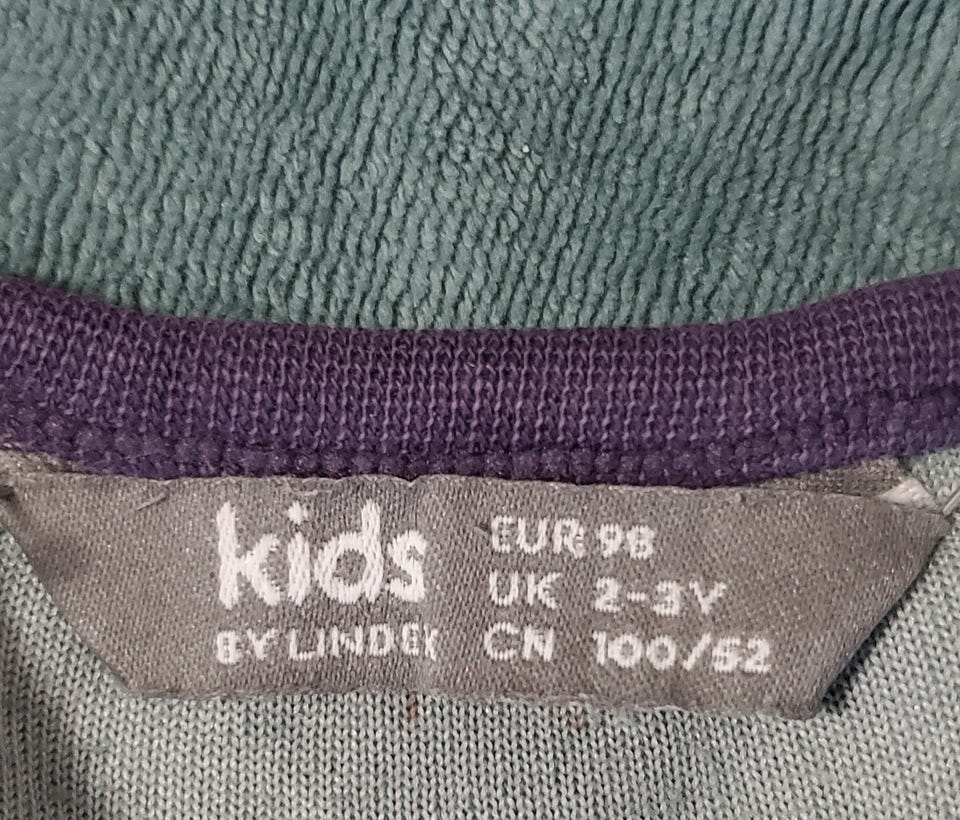 kids
BY LINDEX
EUR 98
UK 2-3Y
CN 100/52